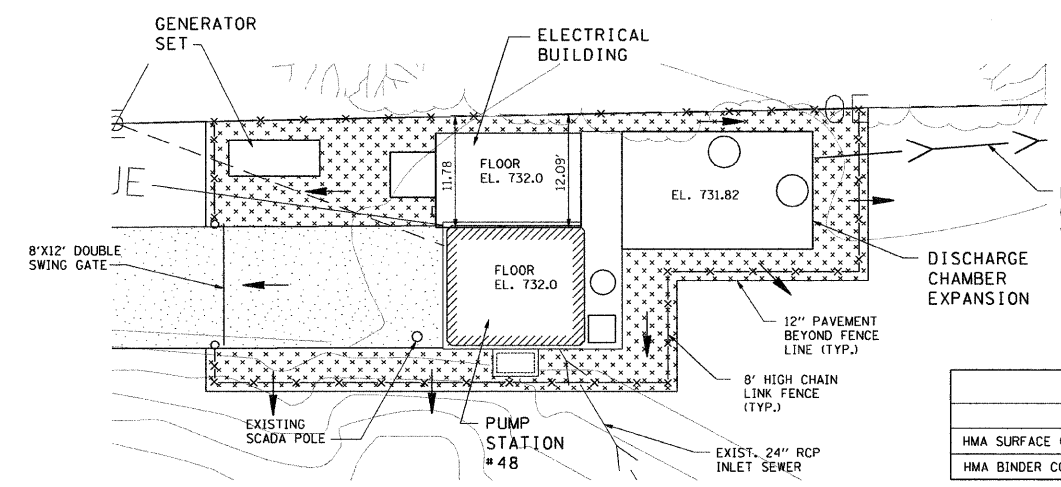 GENERATOR
SET
ELECTRICAL
BUILDING
FLOOR
EL. 732.0
11.78
12.09'
EL. 731.82
UE
8'X12' DOUBLE
SWING GATE
FLOOR
EL. 732.0
DISCHARGE
CHAMBER
EXPANSION
12" PAVEMENT
BEYOND FENCE
LINE (TYP.)
8' HIGH CHAIN
LINK FENCE
(TYP.)
EXISTING
SCADA POLE
PUMP
STATION
#48
EXIST. 24" RCP
INLET SEWER
HMA SURFACE
HMA BINDER